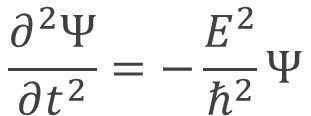 ∂²Ψ/∂t² = − E²/ħ² Ψ